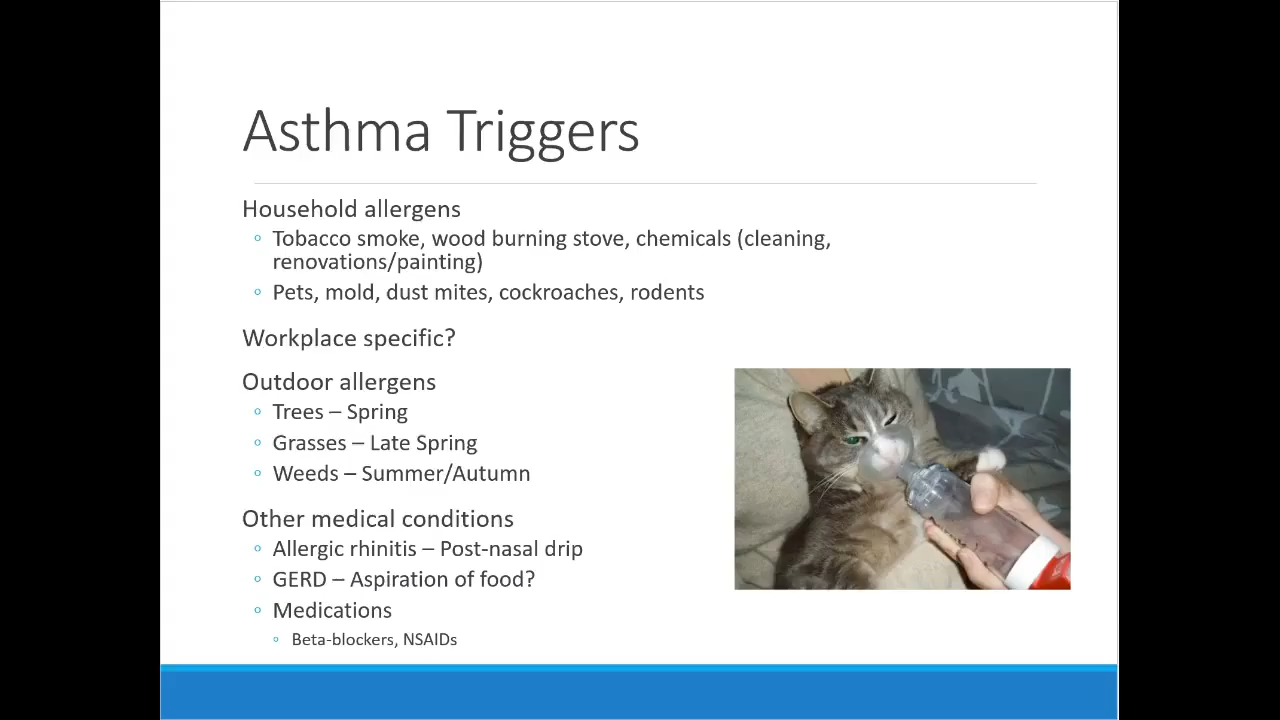 Asthma Triggers
Household allergens
◦ Tobacco smoke, wood burning stove, chemicals (cleaning,
renovations/painting)
◦ Pets, mold, dust mites, cockroaches, rodents
Workplace specific?
Outdoor allergens
◦ Trees – Spring
◦ Grasses – Late Spring
◦ Weeds – Summer/Autumn
Other medical conditions
◦ Allergic rhinitis – Post-nasal drip
◦ GERD – Aspiration of food?
◦ Medications
◦ Beta-blockers, NSAIDs